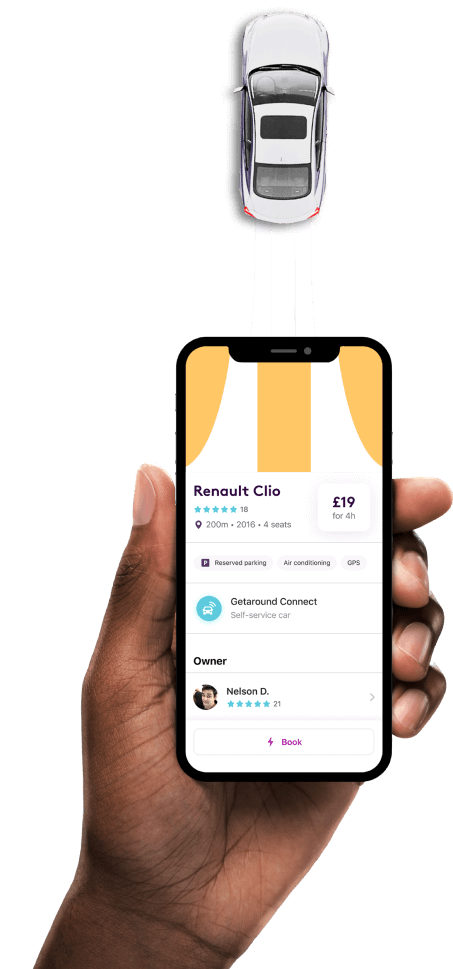 Renault Clio
18
200m • 2016 • 4 seats
£19
for 4h
P Reserved parking
Air conditioning
GPS
Getaround Connect
Self-service car
Owner
Nelson D.
21
Book